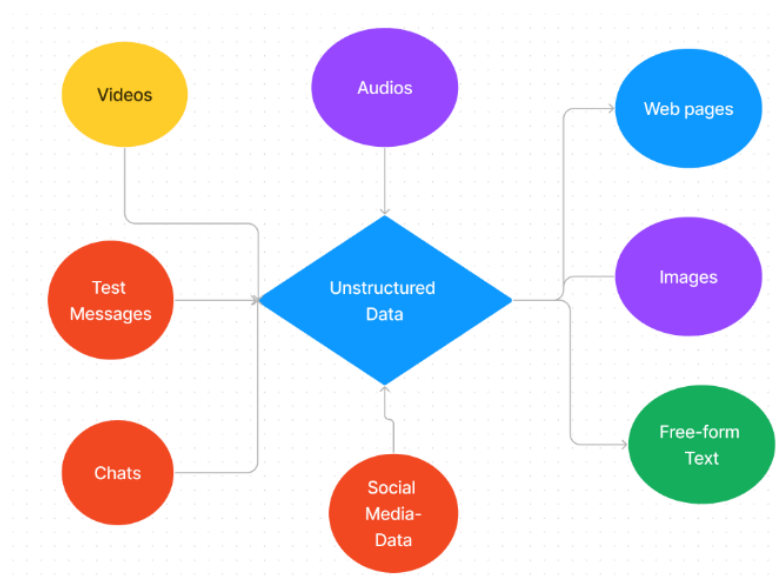 Videos
Audios
Web pages
Test
Messages
Unstructured
Data
Images
Chats
Social
Media-
Data
Free-form
Text